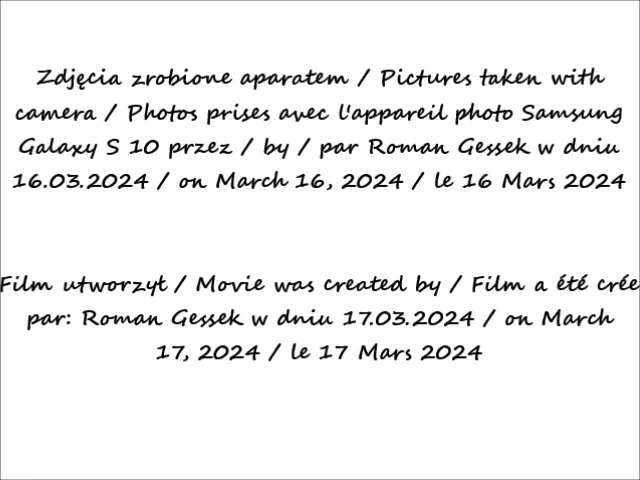 Zdjęcia zrobione aparatem / Pictures taken with
camera / Photos prises avec l'appareil photo Samsung
Galaxy S 10 przez / by / par Roman Gessek w dniu
16.03.2024 / on March 16, 2024 / le 16 Mars 2024
Film utworzył / Movie was created by / Film a été crée
par: Roman Gessek w dniu 17.03.2024 / on March
17, 2024 / le 17 Mars 2024